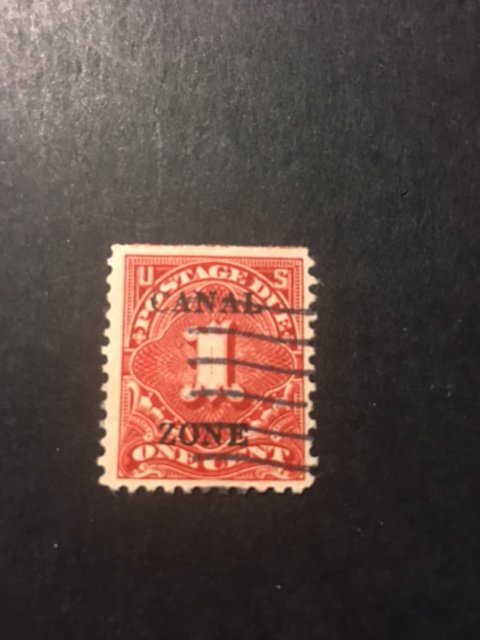 U S
POSTAGE DUE
CANAL
1
ZONE
ONE CENT